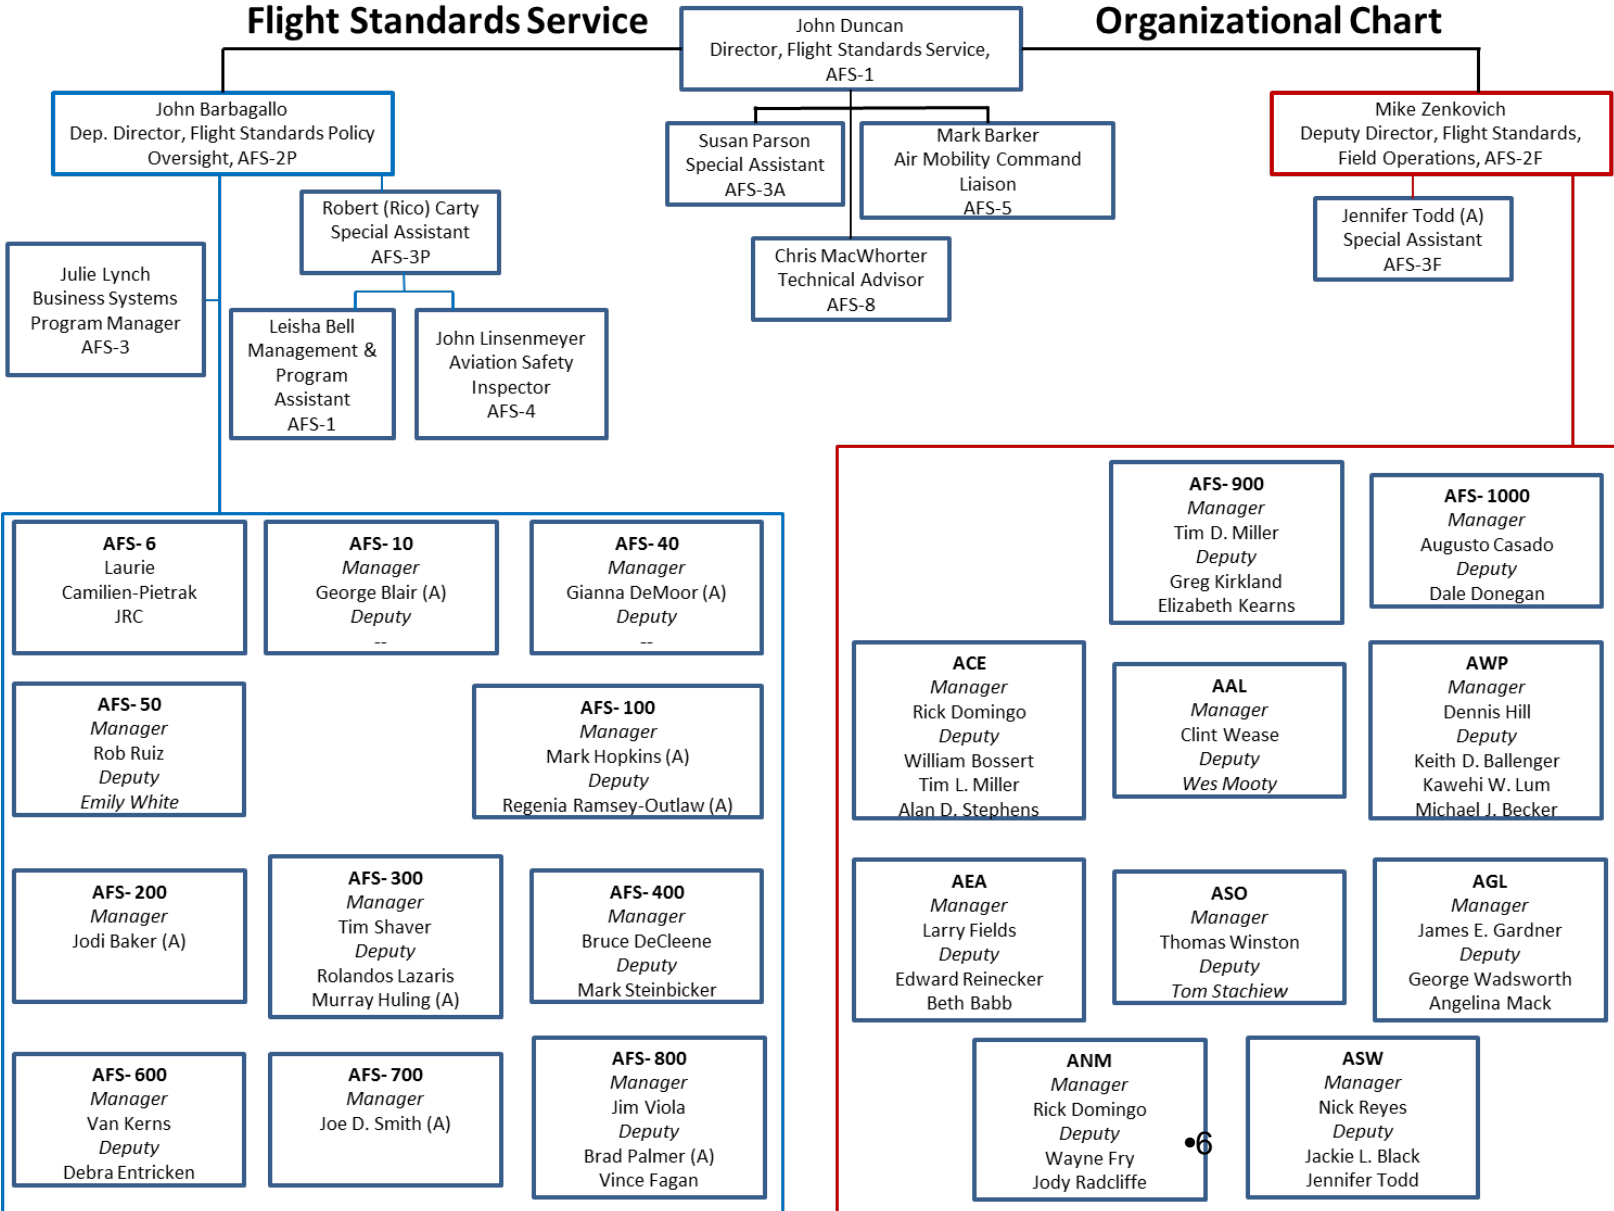 Flight Standards Service
Organizational Chart
John Duncan
Director, Flight Standards Service,
AFS-1
John Barbagallo
Dep. Director, Flight Standards Policy
Oversight, AFS-2P
Susan Parson
Special Assistant
AFS-3A
Mark Barker
Air Mobility Command
Liaison
AFS-5
Mike Zenkovich
Deputy Director, Flight Standards,
Field Operations, AFS-2F
Robert (Rico) Carty
Special Assistant
AFS-3P
Jennifer Todd (A)
Special Assistant
AFS-3F
Julie Lynch
Business Systems
Program Manager
AFS-3
Chris MacWhorter
Technical Advisor
AFS-8
Leisha Bell
Management &
Program
Assistant
AFS-1
John Linsenmeyer
Aviation Safety
Inspector
AFS-4
AFS- 6
Laurie
Camilien-Pietrak
JRC
AFS- 10
Manager
George Blair (A)
Deputy
--
AFS- 40
Manager
Gianna DeMoor (A)
Deputy
--
AFS- 50
Manager
Rob Ruiz
Deputy
Emily White
AFS- 100
Manager
Mark Hopkins (A)
Deputy
Regenia Ramsey-Outlaw (A)
AFS- 200
Manager
Jodi Baker (A)
AFS- 300
Manager
Tim Shaver
Deputy
Rolandos Lazaris
Murray Huling (A)
AFS- 400
Manager
Bruce DeCleene
Deputy
Mark Steinbicker
AFS- 600
Manager
Van Kerns
Deputy
Debra Entricken
AFS- 700
Manager
Joe D. Smith (A)
AFS- 800
Manager
Jim Viola
Deputy
Brad Palmer (A)
Vince Fagan
AFS- 900
Manager
Tim D. Miller
Deputy
Greg Kirkland
Elizabeth Kearns
AFS- 1000
Manager
Augusto Casado
Deputy
Dale Donegan
ACE
Manager
Rick Domingo
Deputy
William Bossert
Tim L. Miller
Alan D. Stephens
AAL
Manager
Clint Wease
Deputy
Wes Mooty
AWP
Manager
Dennis Hill
Deputy
Keith D. Ballenger
Kawehi W. Lum
Michael J. Becker
AEA
Manager
Larry Fields
Deputy
Edward Reinecker
Beth Babb
ASO
Manager
Thomas Winston
Deputy
Tom Stachiew
AGL
Manager
James E. Gardner
Deputy
George Wadsworth
Angelina Mack
ANM
Manager
Rick Domingo
Deputy
Wayne Fry
Jody Radcliffe
•6
ASW
Manager
Nick Reyes
Deputy
Jackie L. Black
Jennifer Todd